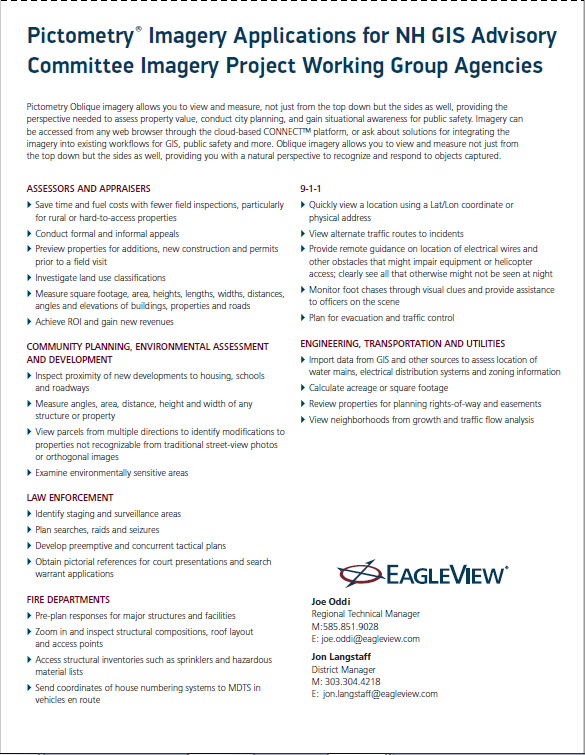 Pictometry® Imagery Applications for NH GIS Advisory
Committee Imagery Project Working Group Agencies
Pictometry Oblique imagery allows you to view and measure, not just from the top down but the sides as well, providing the
perspective needed to assess property value, conduct city planning, and gain situational awareness for public safety. Imagery can
be accessed from any web browser through the cloud-based CONNECT™ platform, or ask about solutions for integrating the
imagery into existing workflows for GIS, public safety and more. Oblique imagery allows you to view and measure not just from
the top down but the sides as well, providing you with a natural perspective to recognize and respond to objects captured.
ASSESSORS AND APPRAISERS
Save time and fuel costs with fewer field inspections, particularly
for rural or hard-to-access properties
Conduct formal and informal appeals
Preview properties for additions, new construction and permits
prior to a field visit
Investigate land use classifications
Measure square footage, area, heights, lengths, widths, distances,
angles and elevations of buildings, properties and roads
Achieve ROI and gain new revenues
COMMUNITY PLANNING, ENVIRONMENTAL ASSESSMENT
AND DEVELOPMENT
Inspect proximity of new developments to housing, schools
and roadways
Measure angles, area, distance, height and width of any
structure or property
View parcels from multiple directions to identify modifications to
properties not recognizable from traditional street-view photos
or orthogonal images
Examine environmentally sensitive areas
LAW ENFORCEMENT
Identify staging and surveillance areas
Plan searches, raids and seizures
Develop preemptive and concurrent tactical plans
Obtain pictorial references for court presentations and search
warrant applications
FIRE DEPARTMENTS
Pre-plan responses for major structures and facilities
Zoom in and inspect structural compositions, roof layout
and access points
Access structural inventories such as sprinklers and hazardous
material lists
Send coordinates of house numbering systems to MDTS in
vehicles en route
9-1-1
Quickly view a location using a Lat/Lon coordinate or
physical address
View alternate traffic routes to incidents
Provide remote guidance on location of electrical wires and
other obstacles that might impair equipment or helicopter
access; clearly see all that otherwise might not be seen at night
Monitor foot chases through visual clues and provide assistance
to officers on the scene
Plan for evacuation and traffic control
ENGINEERING, TRANSPORTATION AND UTILITIES
Import data from GIS and other sources to assess location of
water mains, electrical distribution systems and zoning information
Calculate acreage or square footage
Review properties for planning rights-of-way and easements
View neighborhoods from growth and traffic flow analysis
EAGLEVIEW®
Joe Oddi
Regional Technical Manager
M:585.851.9028
E: joe.oddi@eagleview.com
Jon Langstaff
District Manager
M: 303.304.4218
E: jon.langstaff@eagleview.com